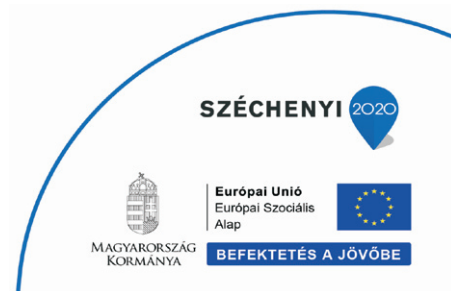 SZÉCHENYI 2020
Európai Unió
Európai Szociális
Alap
MAGYARORSZÁG
KORMÁNYA
BEFEKTETÉS A JÖVŐBE